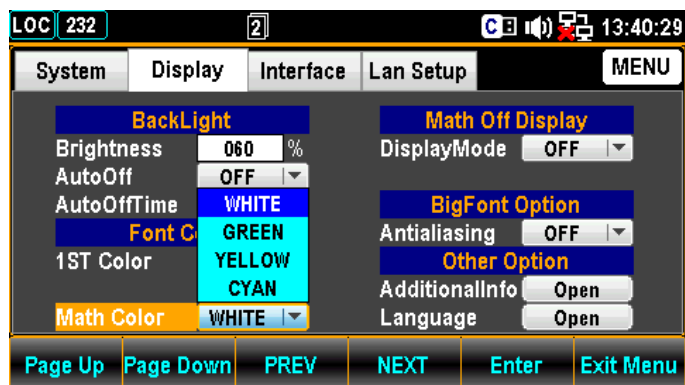 LOC 232 2 C 13:40:29
System Display Interface Lan Setup MENU
BackLight
Brightness 060 %
AutoOff OFF
AutoOffTime
Font C
1ST Color
Math Color WHITE
WHITE
GREEN
YELLOW
CYAN
Math Off Display
DisplayMode OFF
BigFont Option
Antialiasing OFF
Other Option
AdditionalInfo Open
Language Open
Page Up Page Down PREV NEXT Enter Exit Menu